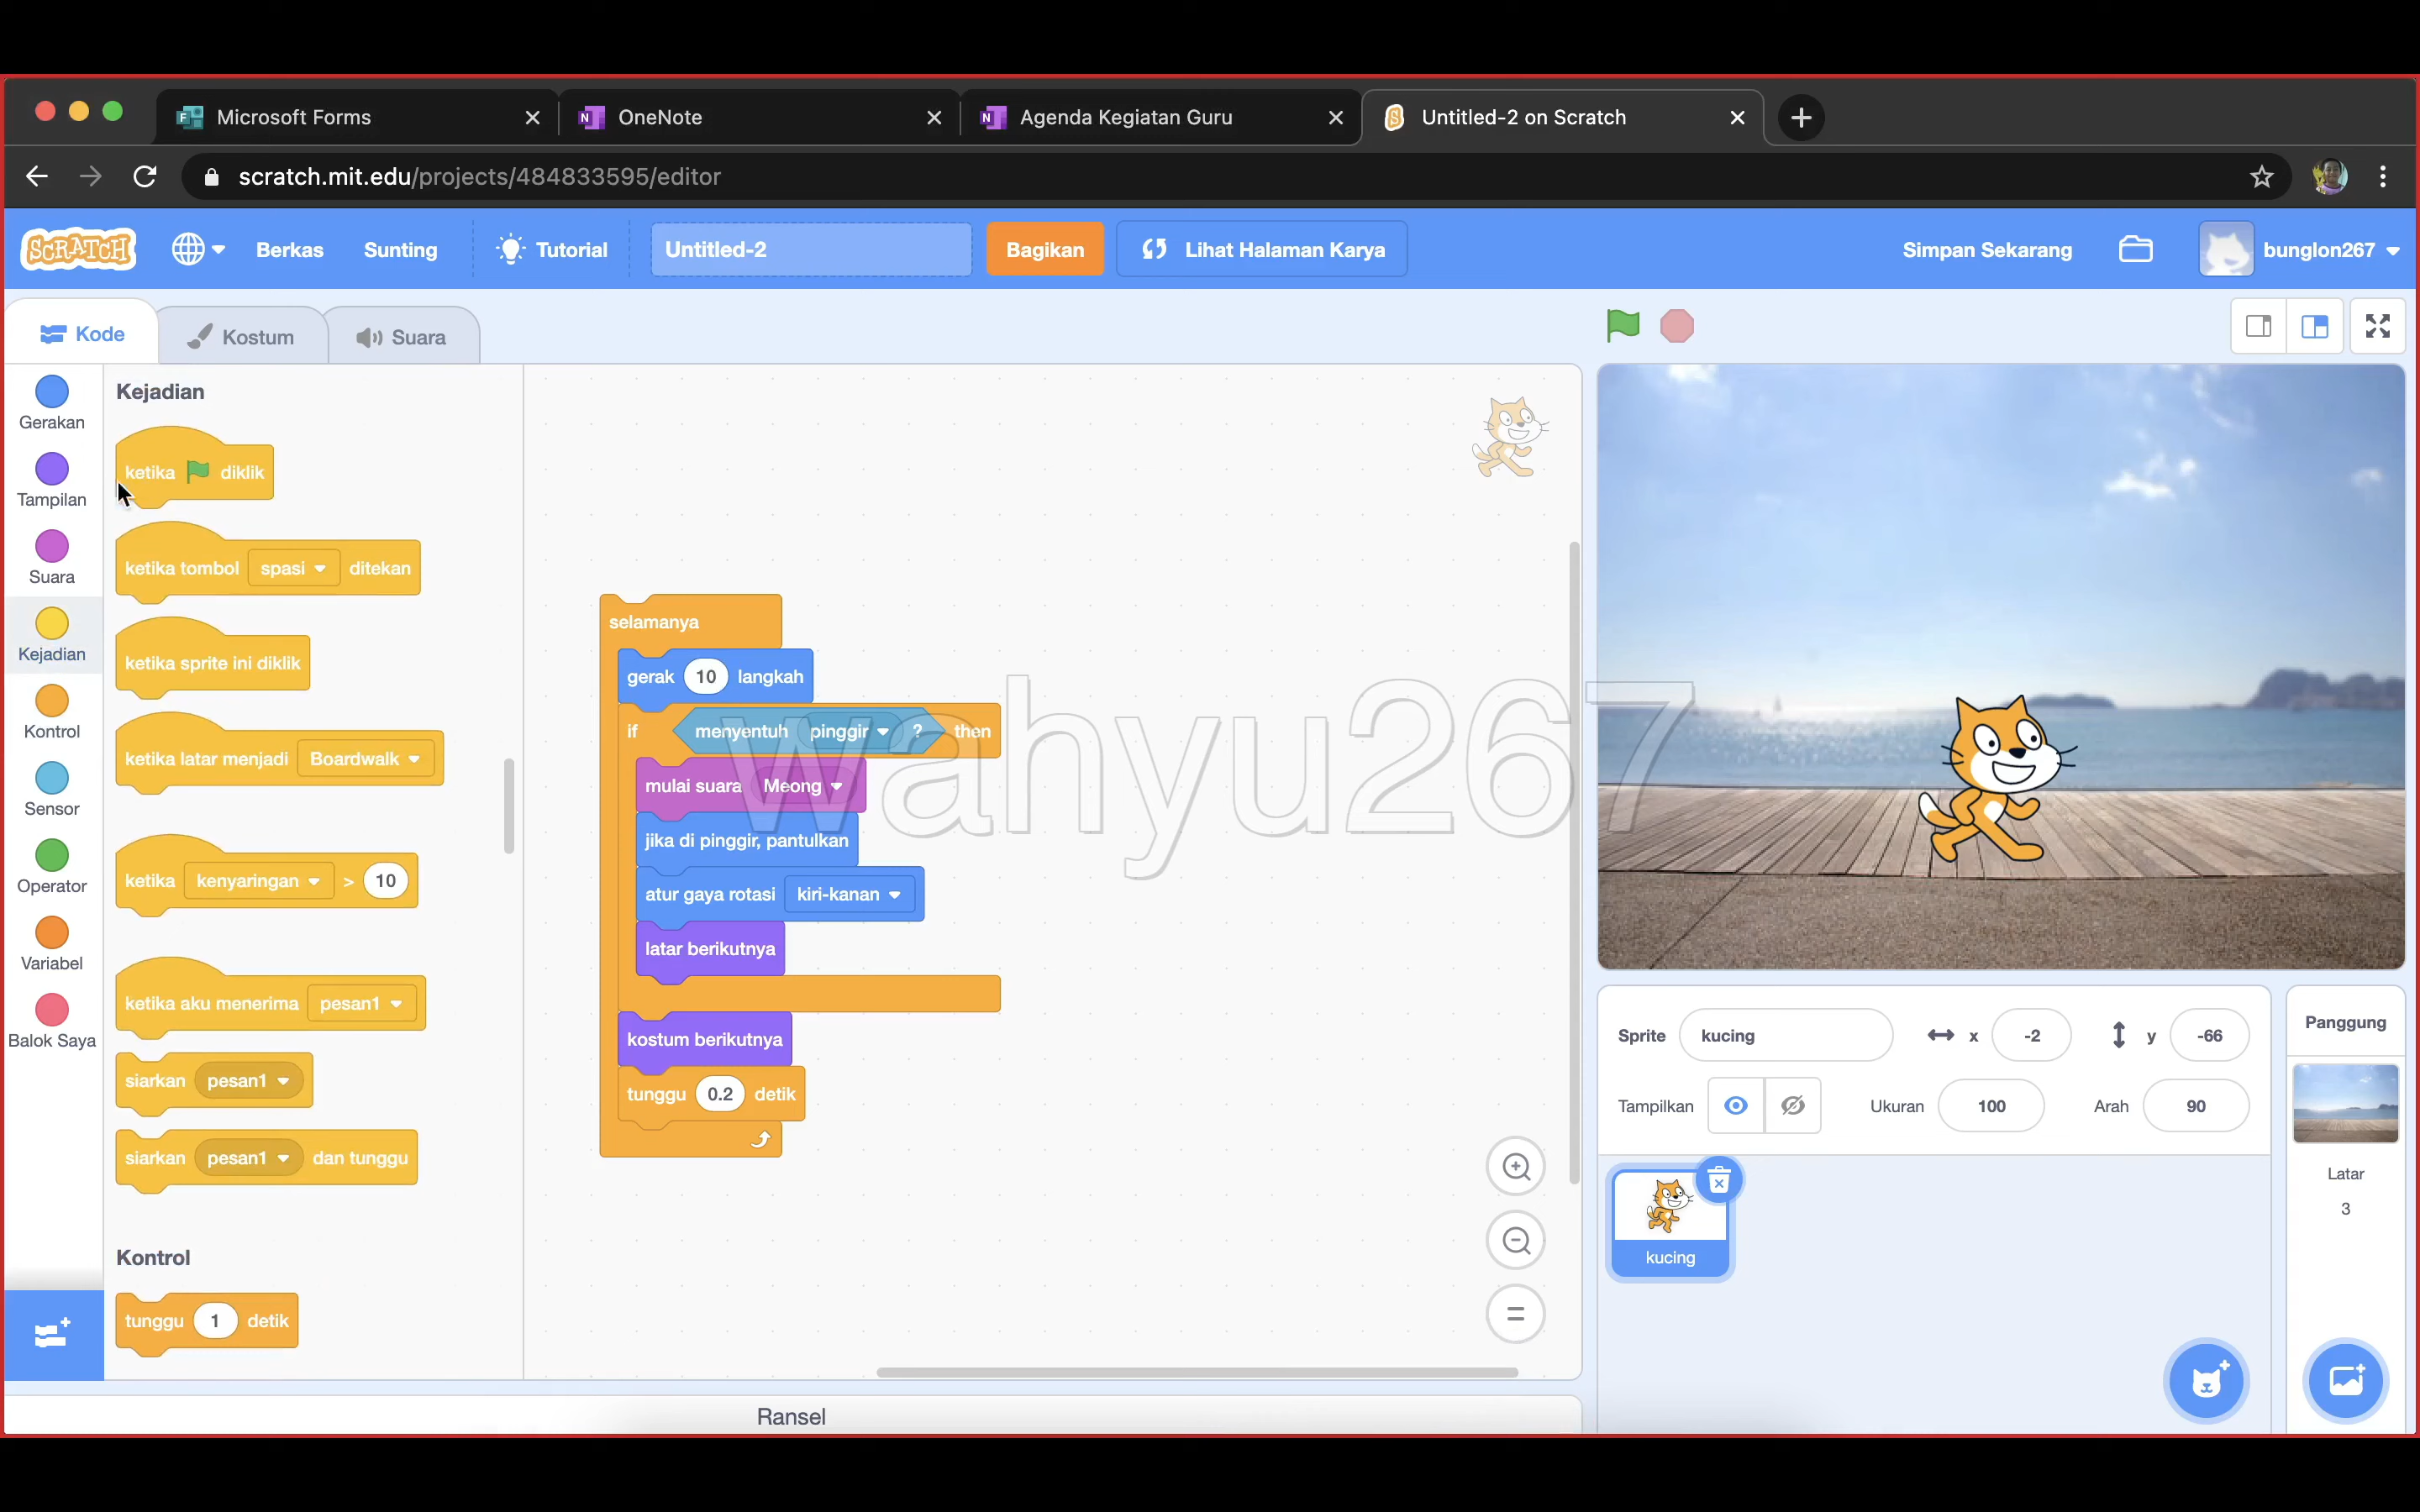 Microsoft Forms
OneNote
Agenda Kegiatan Guru
Untitled-2 on Scratch
scratch.mit.edu/projects/484833595/editor
SCRATCH
Berkas
Sunting
Tutorial
Untitled-2
Bagikan
Lihat Halaman Karya
Simpan Sekarang
bunglon267
Kode
Kostum
Suara
Gerakan
Tampilan
Suara
Kejadian
Kontrol
Sensor
Operator
Variabel
Balok Saya
Kejadian
ketika diklik
ketika tombol spasi ditekan
ketika sprite ini diklik
ketika latar menjadi Boardwalk
ketika kenyaringan > 10
ketika aku menerima pesan1
siarkan pesan1
siarkan pesan1 dan tunggu
Kontrol
tunggu 1 detik
selamanya
gerak 10 langkah
if menyentuh pinggir ? then
mulai suara Meong
jika di pinggir, pantulkan
atur gaya rotasi kiri-kanan
latar berikutnya
kostum berikutnya
tunggu 0.2 detik
wahyu267
Ransel
Sprite kucing x -2 y -66
Tampilkan Ukuran 100 Arah 90
kucing
Panggung
Latar
3